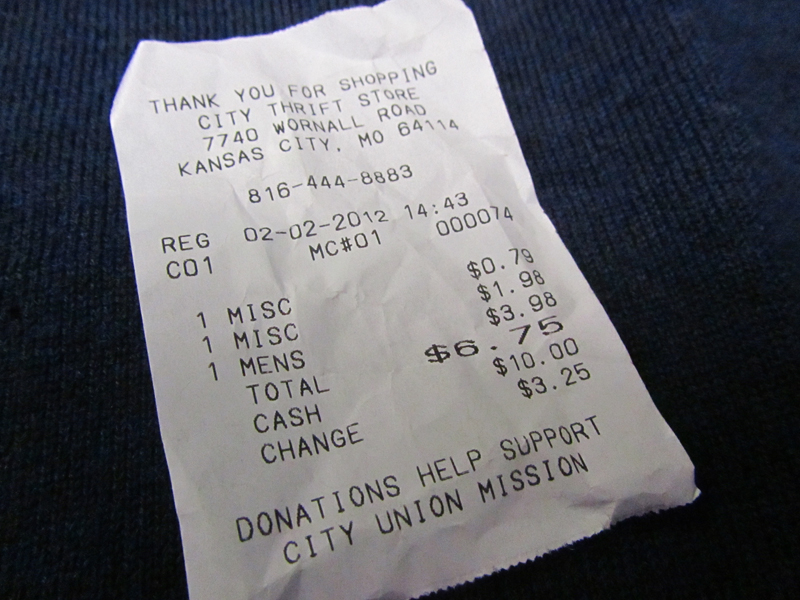 THANK YOU FOR SHOPPING
CITY THRIFT STORE
7740 WORNALL ROAD
KANSAS CITY, MO 64114
816-444-8883
REG 02-02-2012 14:43
C01 MC#01 000074
1 MISC $0.79
1 MISC $1.98
1 MENS $3.98
TOTAL $6.75
CASH $10.00
CHANGE $3.25
DONATIONS HELP SUPPORT
CITY UNION MISSION